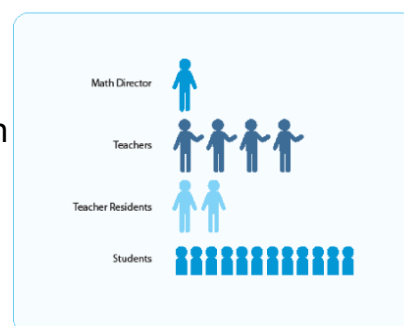 Math Director
n
Teachers
Teacher Residents
Students